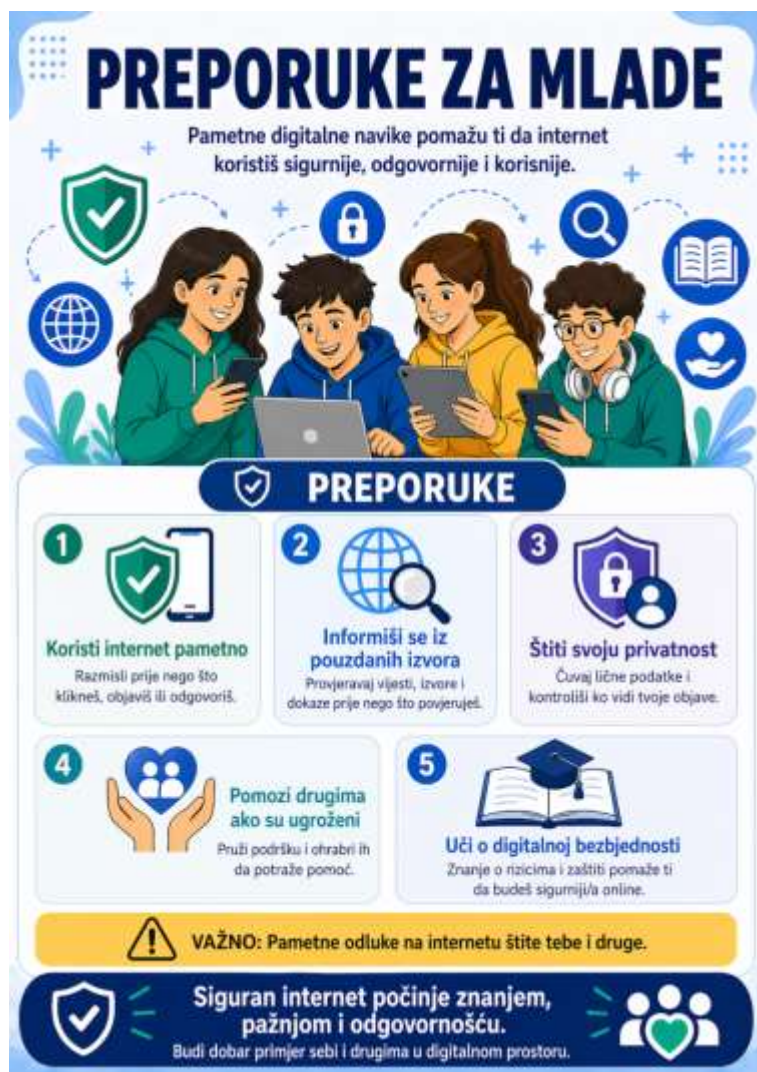 PREPORUKE ZA MLADE
Pametne digitalne navike pomažu ti da internet
koristiš sigurnije, odgovornije i korisnije.
PREPORUKE
1
Koristi internet pametno
Razmisli prije nego što
klikneš, objaviš ili odgovoriš.
2
Informiši se iz
pouzdanih izvora
Provjeravaj vijesti, izvore i
dokaze prije nego što povjeruješ.
3
Štiti svoju privatnost
Čuvaj lične podatke i
kontroliši ko vidi tvoje objave.
4
Pomozi drugima
ako su ugroženi
Pruži podršku i ohrabri ih
da potraže pomoć.
5
Uči o digitalnoj bezbjednosti
Znanje o rizicima i zaštiti pomaže ti
da budeš sigurniji/a online.
VAŽNO: Pametne odluke na internetu štite tebe i druge.
Siguran internet počinje znanjem,
pažnjom i odgovornošću.
Budi dobar primjer sebi i drugima u digitalnom prostoru.